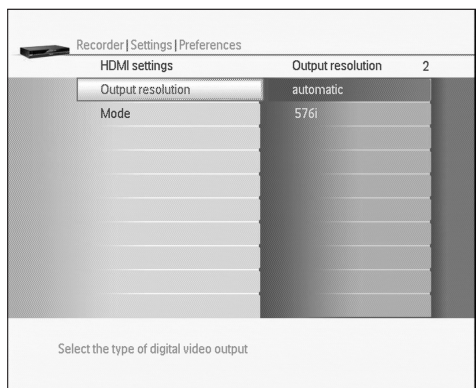 Recorder | Settings | Preferences
HDMI settings Output resolution 2
Output resolution automatic
Mode 576i
Select the type of digital video output